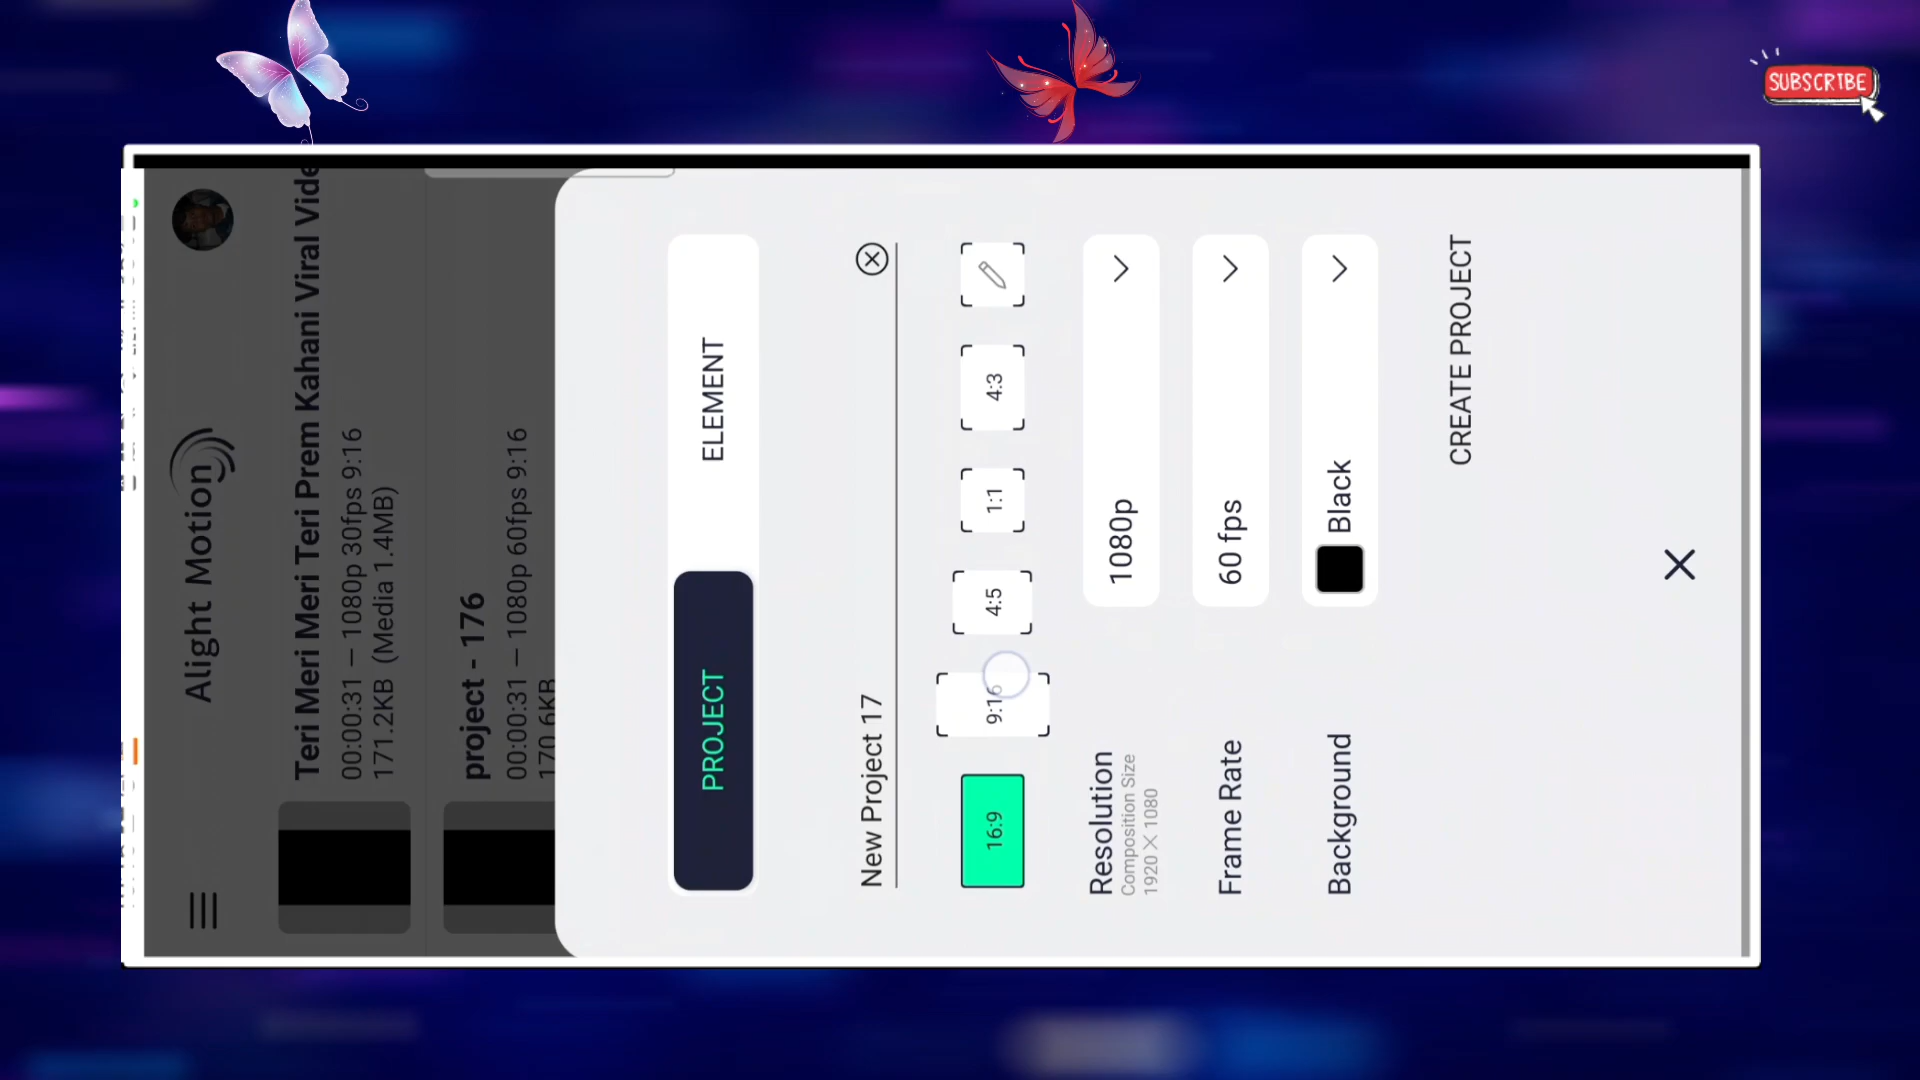 SUBSCRIBE
Alight Motion
Teri Meri Meri Teri Prem Kahani Viral Vide
00:00:31 — 1080p 30fps 9:16
171.2KB (Media 1.4MB)
project - 176
00:00:31 — 1080p 60fps 9:16
170.6KB
PROJECT
ELEMENT
New Project 17
16:9
9:16
4:5
1:1
4:3
Resolution
Composition Size
1920 X 1080
1080p
Frame Rate
60 fps
Background
Black
CREATE PROJECT